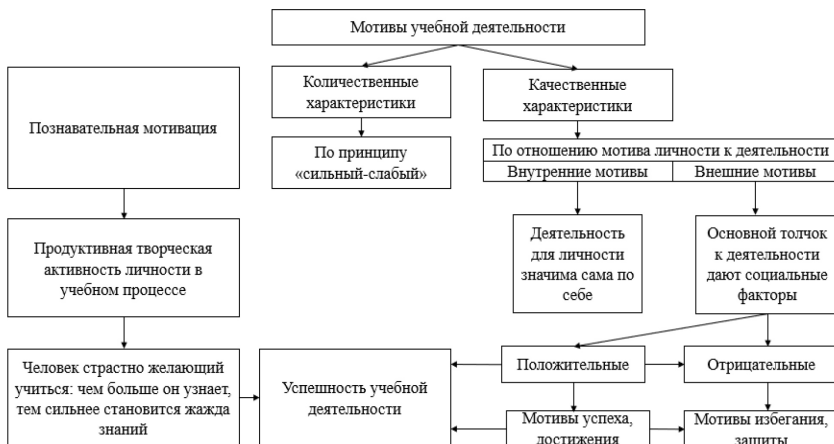 Мотивы учебной деятельности
Количественные
характеристики
Качественные
характеристики
Познавательная мотивация
По принципу
«сильный-слабый»
По отношению мотива личности к деятельности
Внутренние мотивы
Внешние мотивы
Продуктивная творческая
активность личности в
учебном процессе
Деятельность
для личности
значима сама по
себе
Основной толчок
к деятельности
дают социальные
факторы
Человек страстно желающий
учиться: чем больше он узнает,
тем сильнее становится жажда
знаний
Успешность учебной
деятельности
Положительные
Отрицательные
Мотивы успеха,
достижения
Мотивы избегания,
защиты